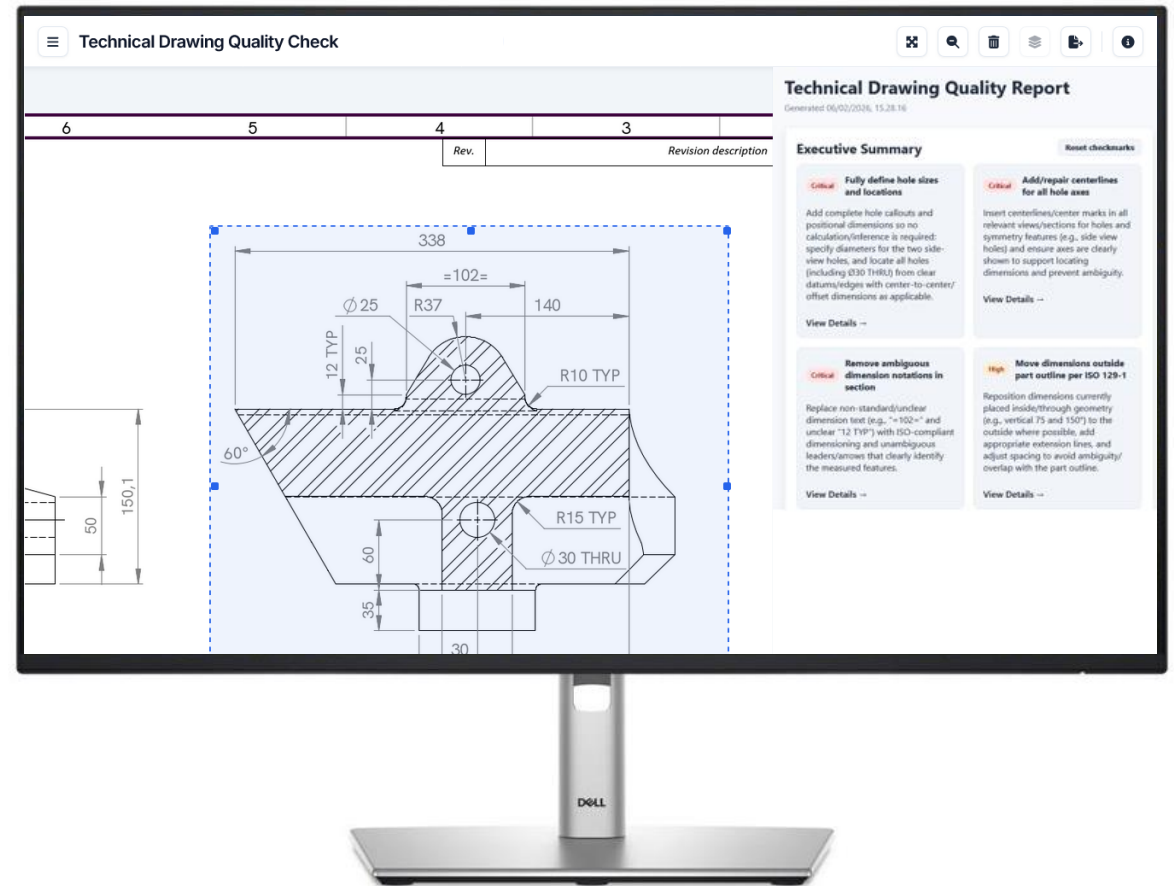 Technical Drawing Quality Check
6
5
4
3
Rev.
Revision description
338
=102=
Ø25
R37
140
12 TYP
25
R10 TYP
60°
150,1
50
R15 TYP
60
Ø30 THRU
35
30
Technical Drawing Quality Report
Generated 06/02/2026, 15.28.16
Executive Summary
Reset checkmarks
Critical
Fully define hole sizes
and locations
Add complete hole callouts and
positional dimensions so no
calculation/inference is required:
specify diameters for the two side-
view holes, and locate all holes
(including Ø30 THRU) from clear
datums/edges with center-to-center/
offset dimensions as applicable.
View Details →
Critical
Add/repair centerlines
for all hole axes
Insert centerlines/center marks in all
relevant views/sections for holes and
symmetry features (e.g., side view
holes) and ensure axes are clearly
shown to support locating
dimensions and prevent ambiguity.
View Details →
Critical
Remove ambiguous
dimension notations in
section
Replace non-standard/unclear
dimension text (e.g., "=102=" and
unclear "12 TYP") with ISO-compliant
dimensioning and unambiguous
leaders/arrows that clearly identify
the measured features.
View Details →
High
Move dimensions outside
part outline per ISO 129-1
Reposition dimensions currently
placed inside/through geometry
(e.g., vertical 75 and 150°) to the
outside where possible, add
appropriate extension lines, and
adjust spacing to avoid ambiguity/
overlap with the part outline.
View Details →
DELL